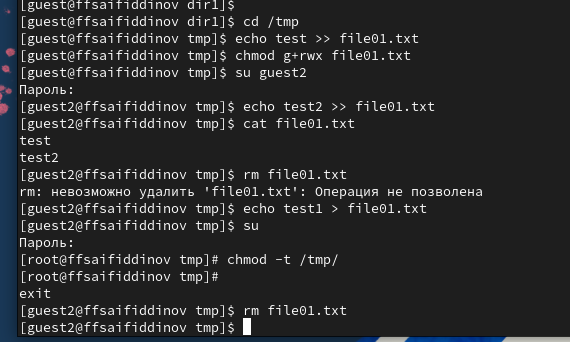 [guest@ffsaifiddinov dir1]$
[guest@ffsaifiddinov dir1]$ cd /tmp
[guest@ffsaifiddinov tmp]$ echo test >> file01.txt
[guest@ffsaifiddinov tmp]$ chmod g+rwx file01.txt
[guest@ffsaifiddinov tmp]$ su guest2
Пароль:
[guest2@ffsaifiddinov tmp]$ echo test2 >> file01.txt
[guest2@ffsaifiddinov tmp]$ cat file01.txt
test
test2
[guest2@ffsaifiddinov tmp]$ rm file01.txt
rm: невозможно удалить 'file01.txt': Операция не позволена
[guest2@ffsaifiddinov tmp]$ echo test1 > file01.txt
[guest2@ffsaifiddinov tmp]$ su
Пароль:
[root@ffsaifiddinov tmp]# chmod -t /tmp/
[root@ffsaifiddinov tmp]#
exit
[guest2@ffsaifiddinov tmp]$ rm file01.txt
[guest2@ffsaifiddinov tmp]$